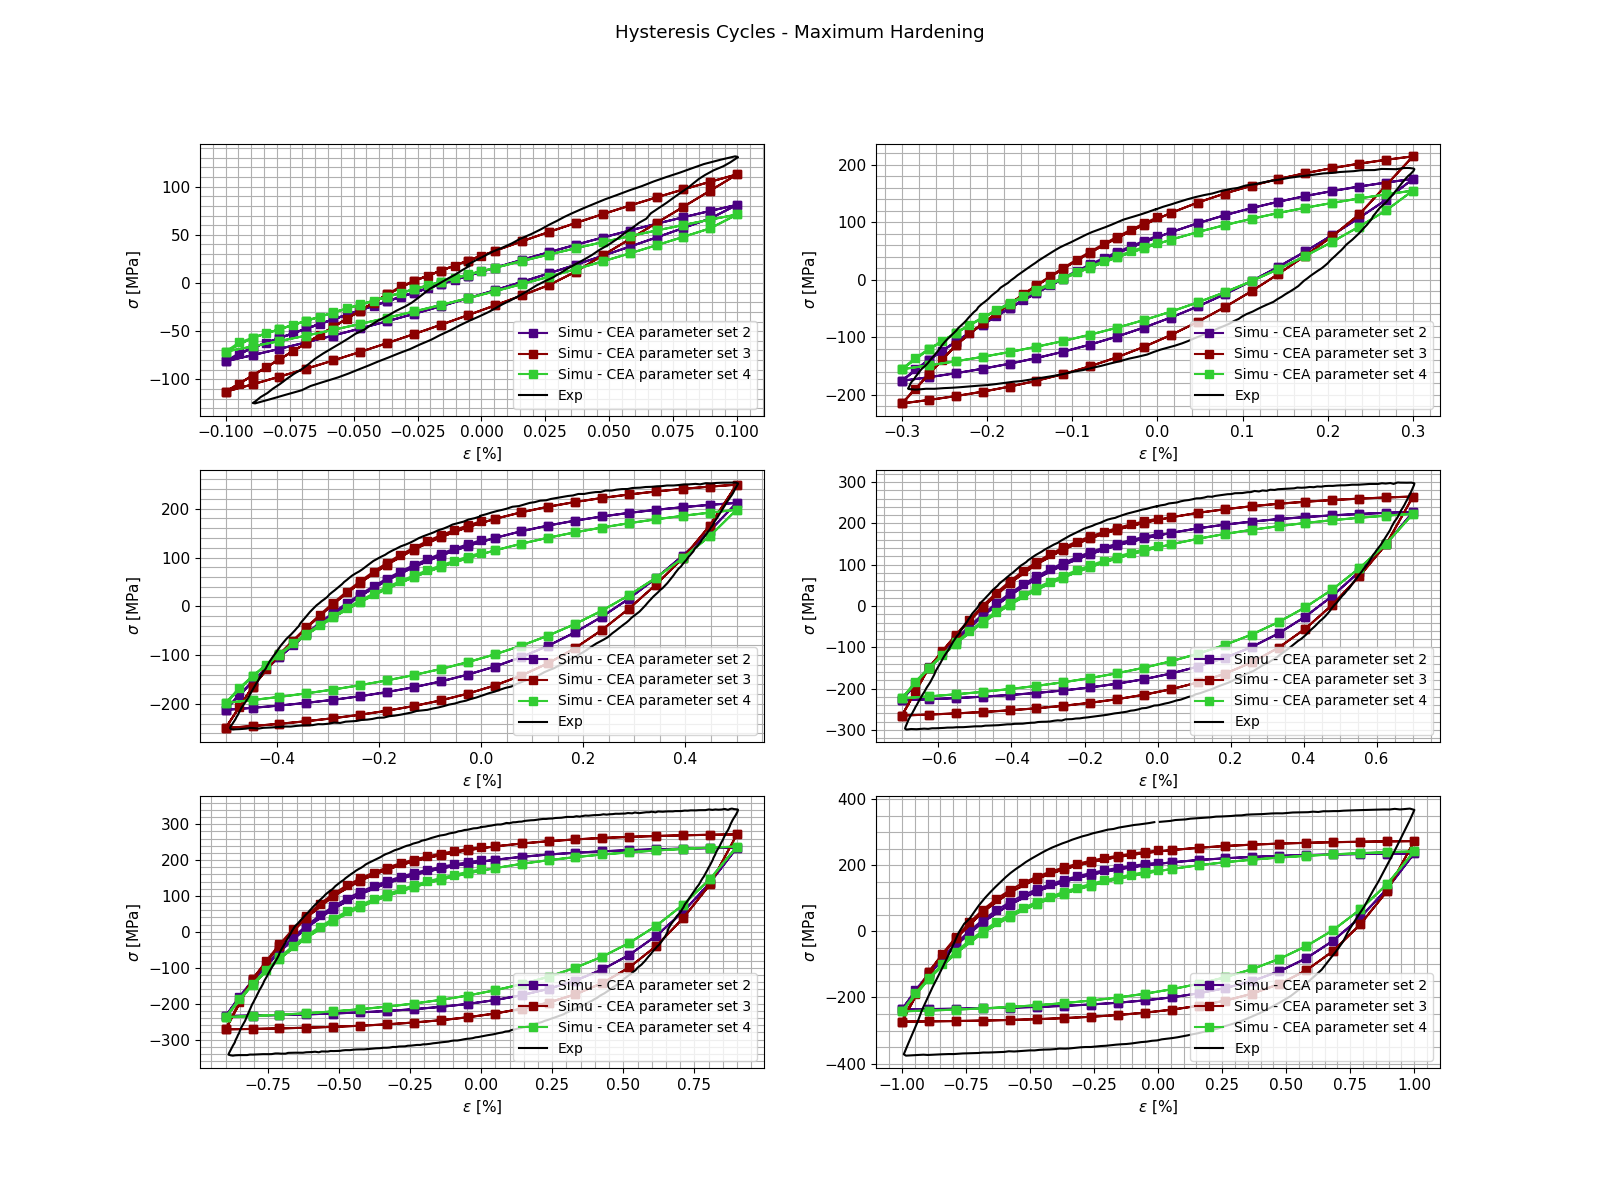 Hysteresis Cycles - Maximum Hardening
σ [MPa]
100
50
0
−50
−100
Simu - CEA parameter set 2
Simu - CEA parameter set 3
Simu - CEA parameter set 4
Exp
−0.100 −0.075 −0.050 −0.025 0.000 0.025 0.050 0.075 0.100
ε [%]
σ [MPa]
200
100
0
−100
−200
Simu - CEA parameter set 2
Simu - CEA parameter set 3
Simu - CEA parameter set 4
Exp
−0.3 −0.2 −0.1 0.0 0.1 0.2 0.3
ε [%]
σ [MPa]
200
100
0
−100
−200
Simu - CEA parameter set 2
Simu - CEA parameter set 3
Simu - CEA parameter set 4
Exp
−0.4 −0.2 0.0 0.2 0.4
ε [%]
σ [MPa]
300
200
100
0
−100
−200
−300
Simu - CEA parameter set 2
Simu - CEA parameter set 3
Simu - CEA parameter set 4
Exp
−0.6 −0.4 −0.2 0.0 0.2 0.4 0.6
ε [%]
σ [MPa]
300
200
100
0
−100
−200
−300
Simu - CEA parameter set 2
Simu - CEA parameter set 3
Simu - CEA parameter set 4
Exp
−0.75 −0.50 −0.25 0.00 0.25 0.50 0.75
ε [%]
σ [MPa]
400
200
0
−200
−400
Simu - CEA parameter set 2
Simu - CEA parameter set 3
Simu - CEA parameter set 4
Exp
−1.00 −0.75 −0.50 −0.25 0.00 0.25 0.50 0.75 1.00
ε [%]